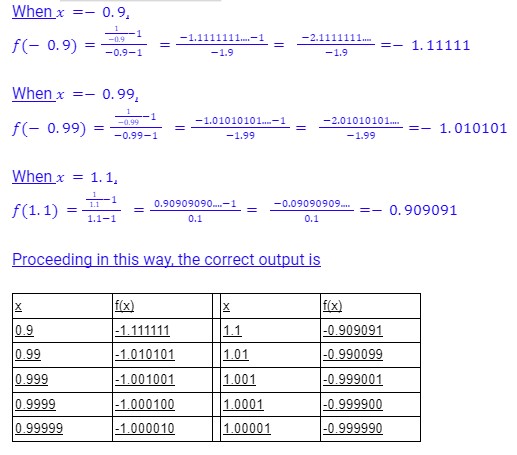 When x = − 0.9,
f(− 0.9) = \frac{\frac{1}{−0.9}−1}{−0.9−1} = \frac{−1.1111111....−1}{−1.9} = \frac{−2.1111111....}{−1.9} = − 1.11111
When x = − 0.99,
f(− 0.99) = \frac{\frac{1}{−0.99}−1}{−0.99−1} = \frac{−1.01010101....−1}{−1.99} = \frac{−2.01010101....}{−1.99} = − 1.010101
When x = 1.1,
f(1.1) = \frac{\frac{1}{1.1}−1}{1.1−1} = \frac{0.90909090....−1}{0.1} = \frac{−0.09090909....}{0.1} = − 0.909091
Proceeding in this way, the correct output is
x f(x) x f(x)
0.9 -1.111111 1.1 -0.909091
0.99 -1.010101 1.01 -0.990099
0.999 -1.001001 1.001 -0.999001
0.9999 -1.000100 1.0001 -0.999900
0.99999 -1.000010 1.00001 -0.999990